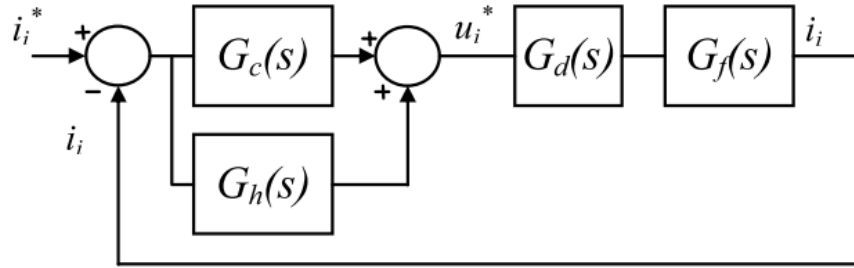 i_i^* + G_c(s) + u_i^* G_d(s) G_f(s) i_i
− +
i_i G_h(s)